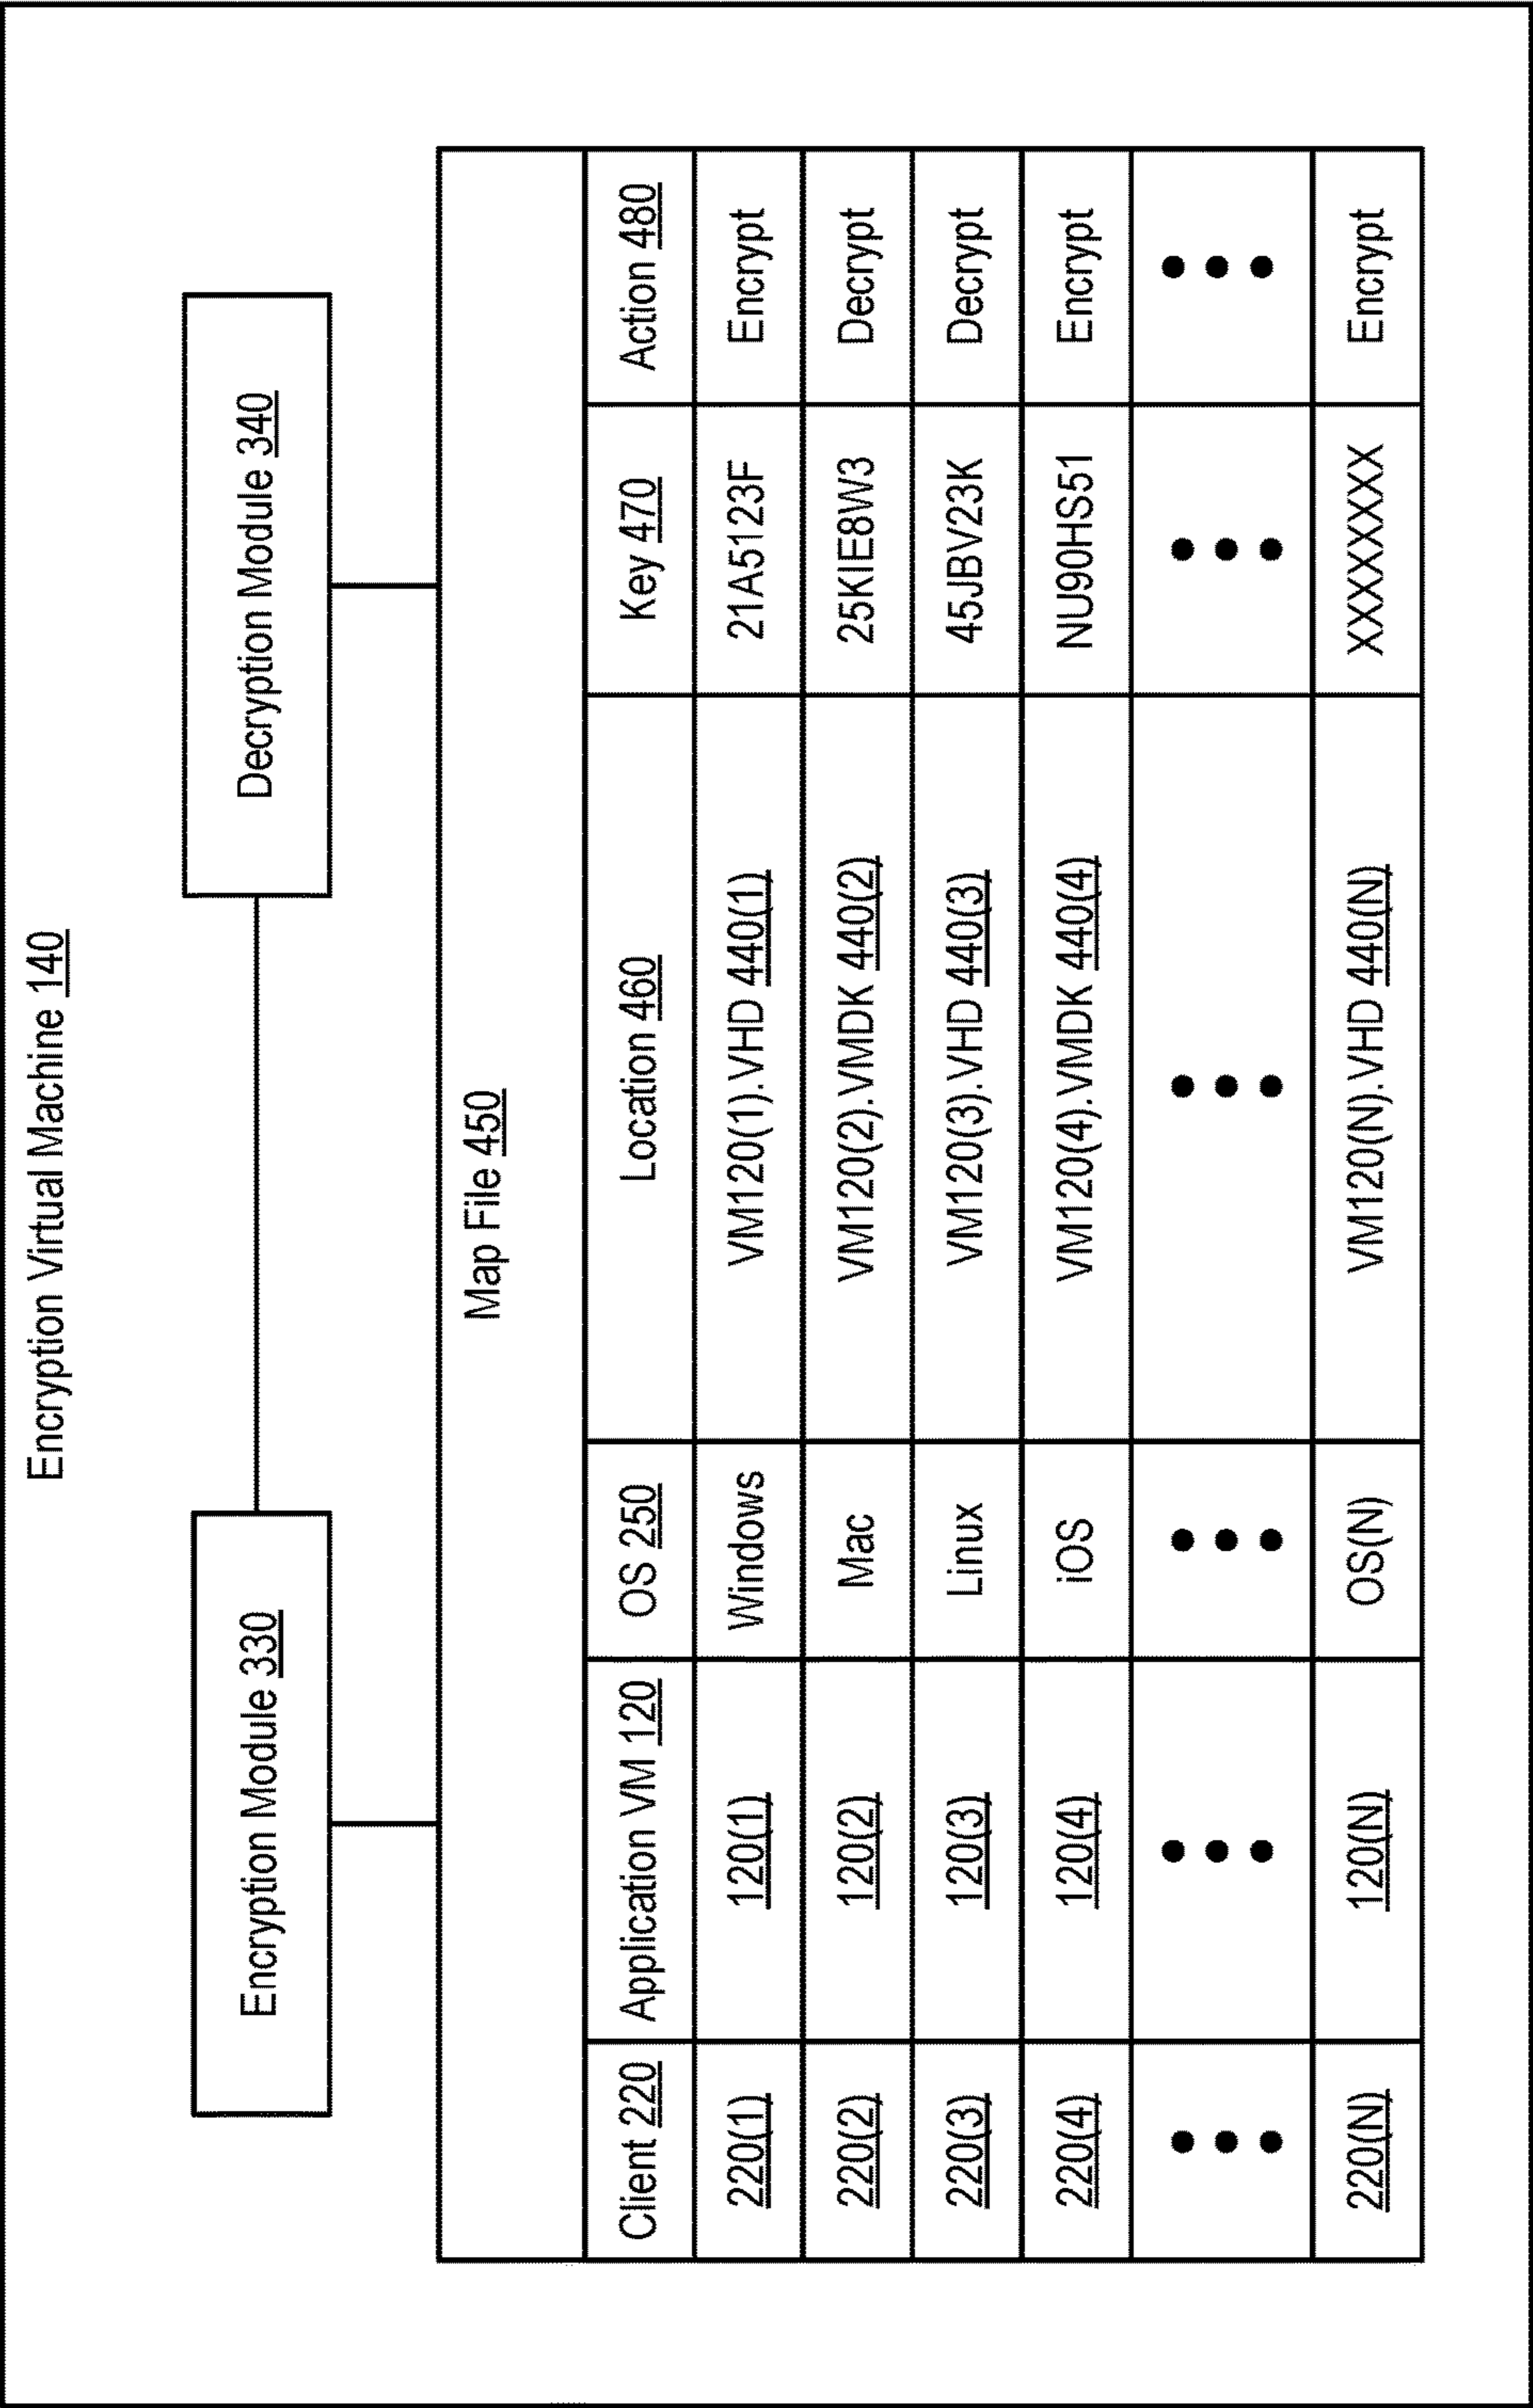 Encryption Virtual Machine 140
Encryption Module 330
Decryption Module 340
Map File 450
Client 220 Application VM 120 OS 250 Location 460 Key 470 Action 480
220(1) 120(1) Windows VM120(1).VHD 440(1) 21A5123F Encrypt
220(2) 120(2) Mac VM120(2).VMDK 440(2) 25KIE8W3 Decrypt
220(3) 120(3) Linux VM120(3).VHD 440(3) 45JBV23K Decrypt
220(4) 120(4) iOS VM120(4).VMDK 440(4) NU90HS51 Encrypt
220(N) 120(N) OS(N) VM120(N).VHD 440(N) XXXXXXXX Encrypt